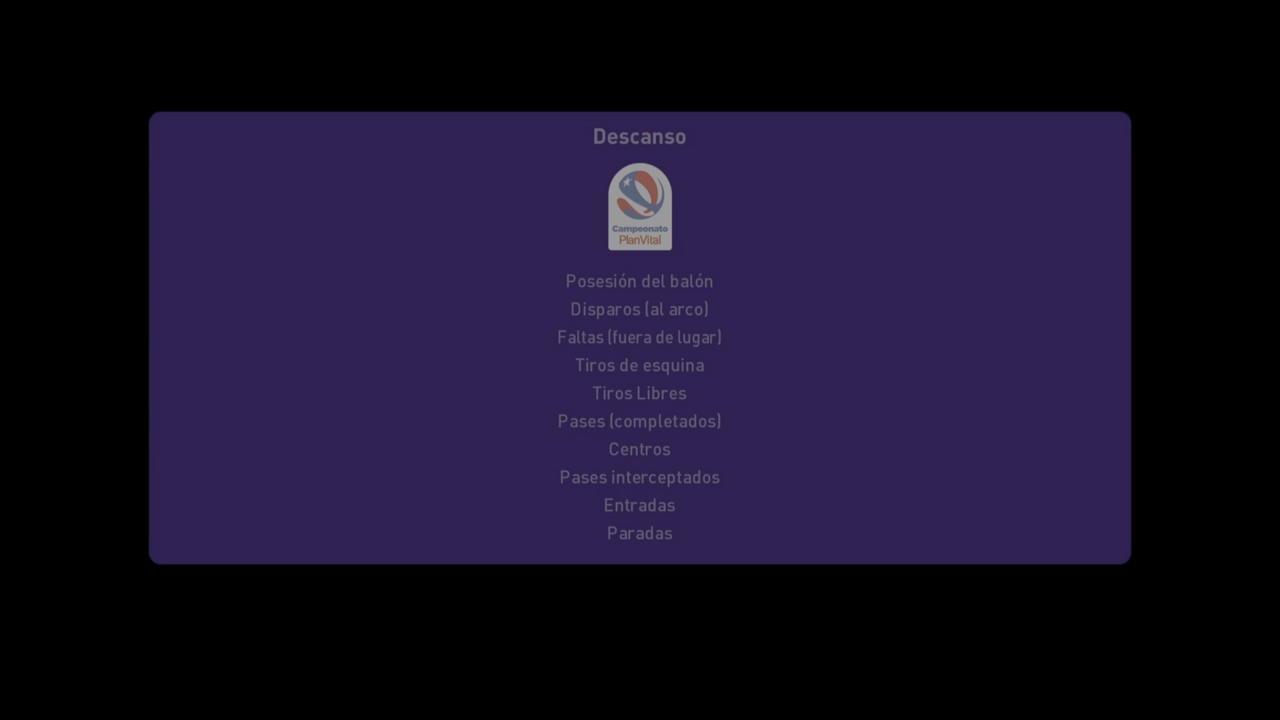 Descanso
Campeonato
PlanVital
Posesión del balón
Disparos (al arco)
Faltas (fuera de lugar)
Tiros de esquina
Tiros Libres
Pases (completados)
Centros
Pases interceptados
Entradas
Paradas